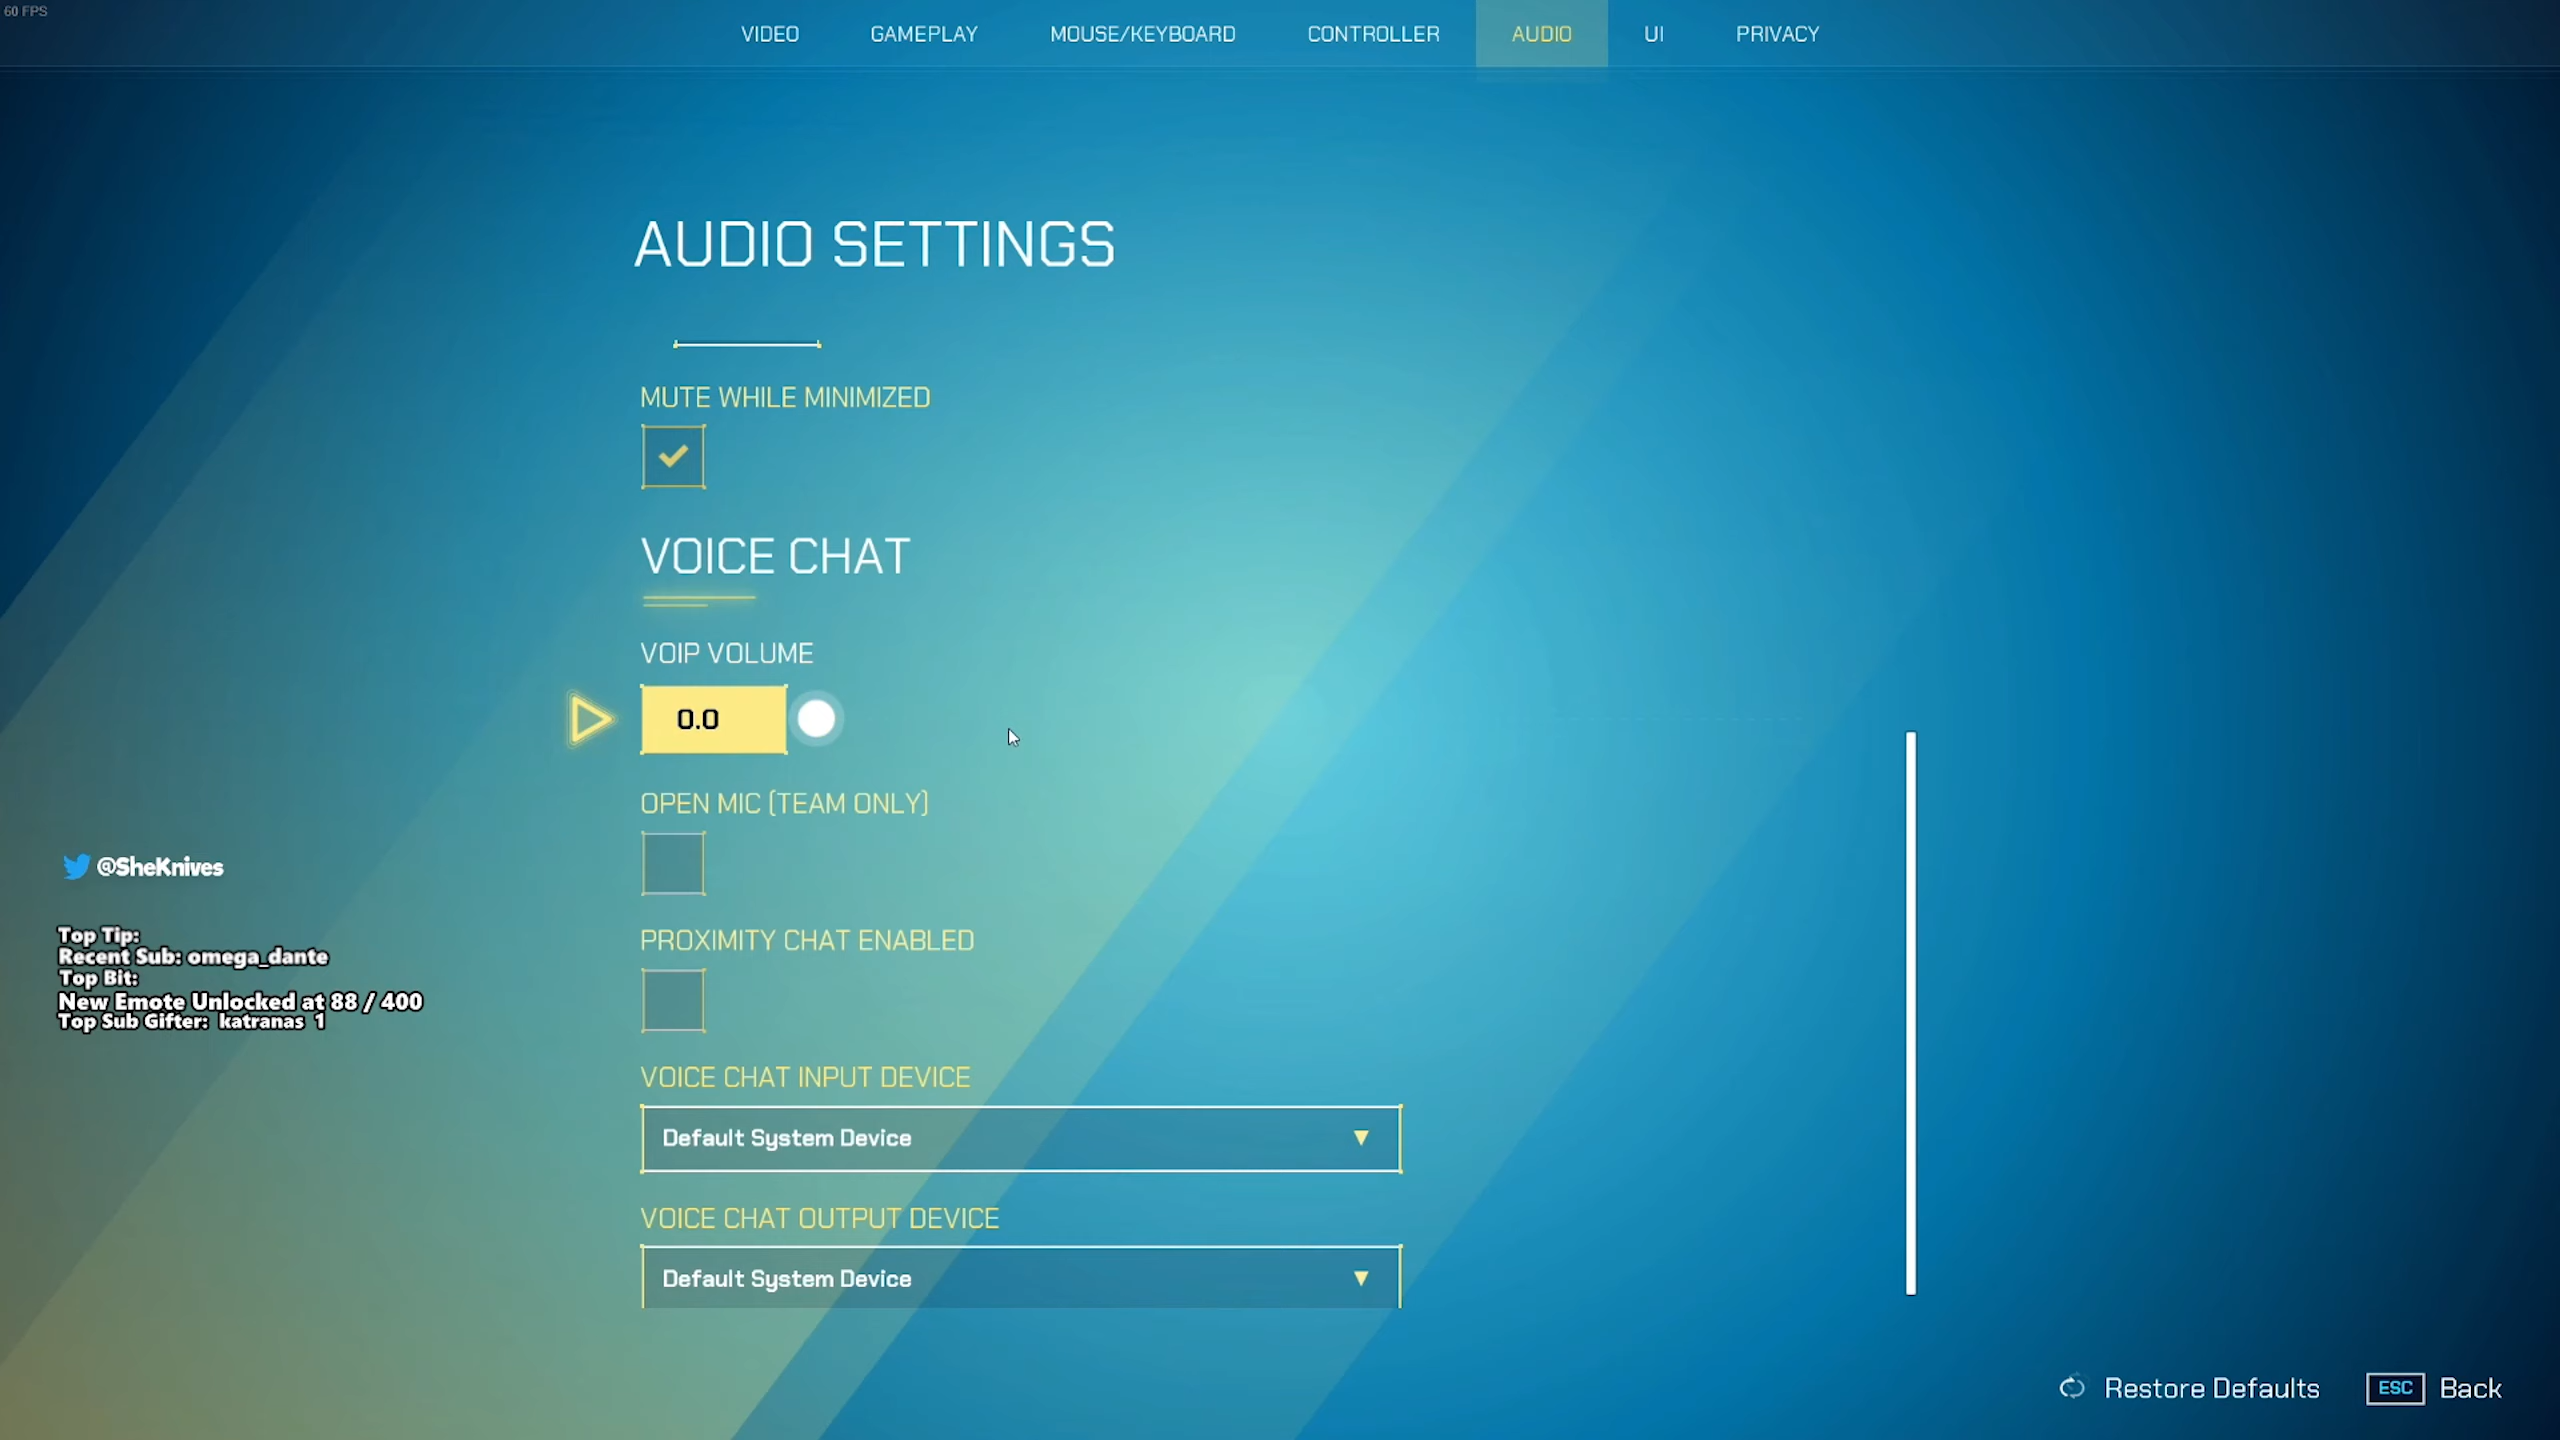 60 FPS
VIDEO
GAMEPLAY
MOUSE/KEYBOARD
CONTROLLER
AUDIO
UI
PRIVACY
AUDIO SETTINGS
MUTE WHILE MINIMIZED
VOICE CHAT
VOIP VOLUME
0.0
OPEN MIC (TEAM ONLY)
@SheKnives
Top Tip:
Recent Sub: omega_dante
Top Bit:
New Emote Unlocked at 88 / 400
Top Sub Gifter: katranas 1
PROXIMITY CHAT ENABLED
VOICE CHAT INPUT DEVICE
Default System Device
VOICE CHAT OUTPUT DEVICE
Default System Device
Restore Defaults
ESC Back